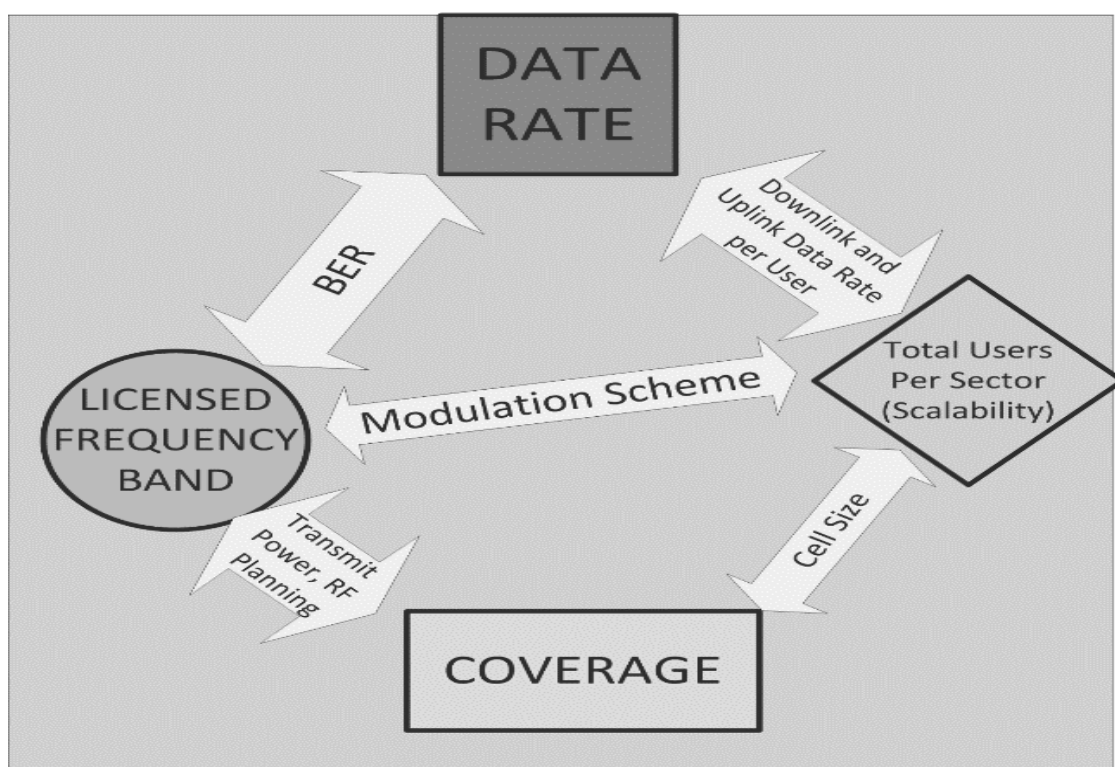 DATA
RATE
BER
Downlink and
Uplink Data Rate
per User
LICENSED
FREQUENCY
BAND
Modulation Scheme
Total Users
Per Sector
(Scalability)
Transmit
Power, RF
Planning
Cell Size
COVERAGE